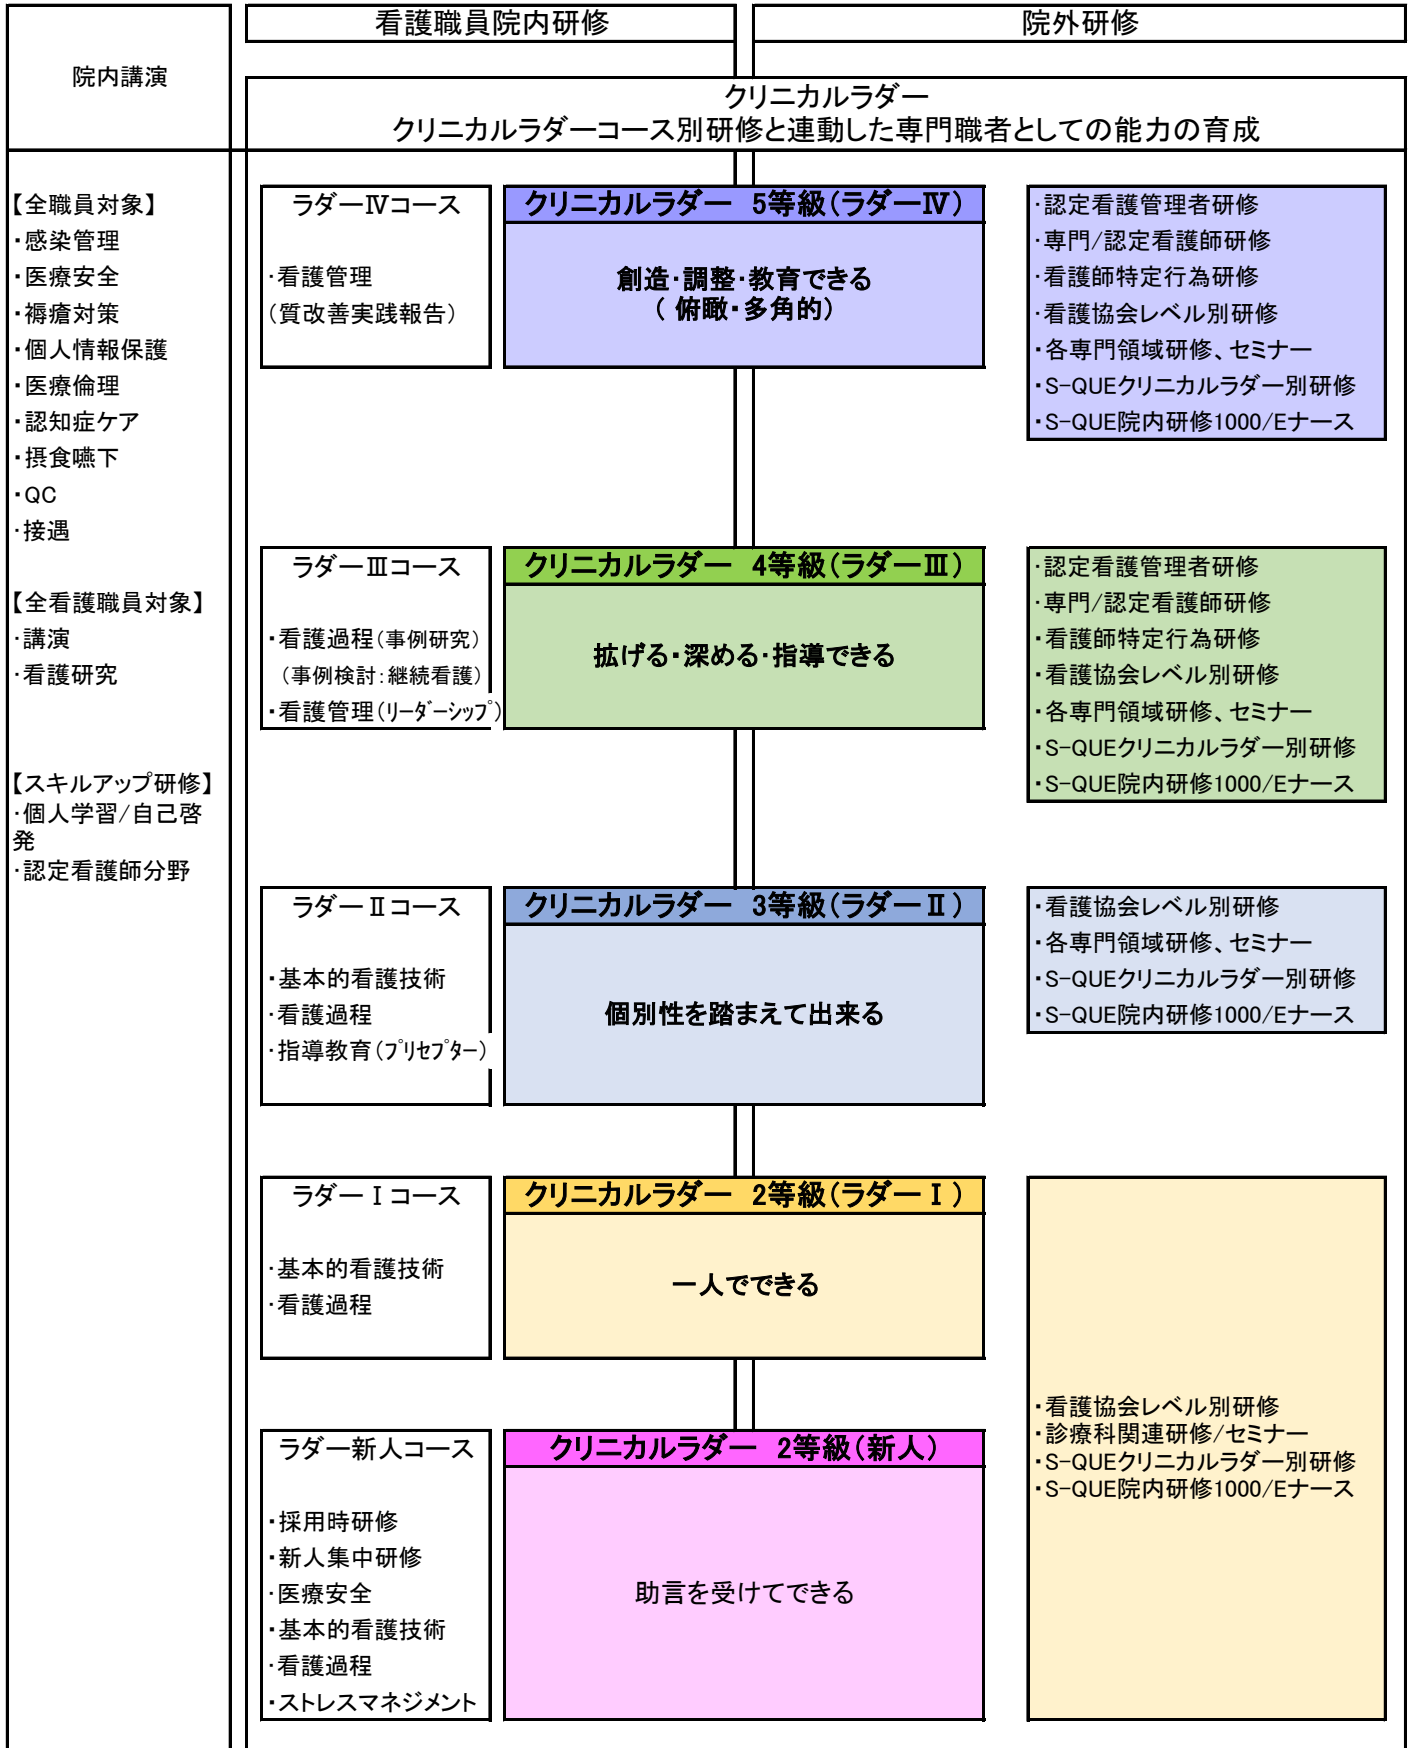 看護職員院内研修
院外研修
院内講演
クリニカルラダー
クリニカルラダーコース別研修と連動した専門職者としての能力の育成
【全職員対象】
・感染管理
・医療安全
・褥瘡対策
・個人情報保護
・医療倫理
・認知症ケア
・摂食嚥下
・QC
・接遇
【全看護職員対象】
・講演
・看護研究
【スキルアップ研修】
・個人学習/自己啓
発
・認定看護師分野
ラダーⅣコース
・看護管理
（質改善実践報告）
クリニカルラダー　5等級（ラダーⅣ）
創造・調整・教育できる
（ 俯瞰・多角的）
・認定看護管理者研修
・専門/認定看護師研修
・看護師特定行為研修
・看護協会レベル別研修
・各専門領域研修、セミナー
・S-QUEクリニカルラダー別研修
・S-QUE院内研修1000/Eナース
ラダーⅢコース
・看護過程（事例研究）
（事例検討：継続看護）
・看護管理（ﾘｰﾀﾞｰｼｯﾌﾟ）
クリニカルラダー　4等級（ラダーⅢ）
拡げる・深める・指導できる
・認定看護管理者研修
・専門/認定看護師研修
・看護師特定行為研修
・看護協会レベル別研修
・各専門領域研修、セミナー
・S-QUEクリニカルラダー別研修
・S-QUE院内研修1000/Eナース
ラダーⅡコース
・基本的看護技術
・看護過程
・指導教育（ﾌﾟﾘｾﾌﾟﾀｰ）
クリニカルラダー　3等級（ラダーⅡ）
個別性を踏まえて出来る
・看護協会レベル別研修
・各専門領域研修、セミナー
・S-QUEクリニカルラダー別研修
・S-QUE院内研修1000/Eナース
ラダーⅠコース
・基本的看護技術
・看護過程
クリニカルラダー　2等級（ラダーⅠ）
一人でできる
ラダー新人コース
・採用時研修
・新人集中研修
・医療安全
・基本的看護技術
・看護過程
・ストレスマネジメント
クリニカルラダー　2等級（新人）
助言を受けてできる
・看護協会レベル別研修
・診療科関連研修/セミナー
・S-QUEクリニカルラダー別研修
・S-QUE院内研修1000/Eナース